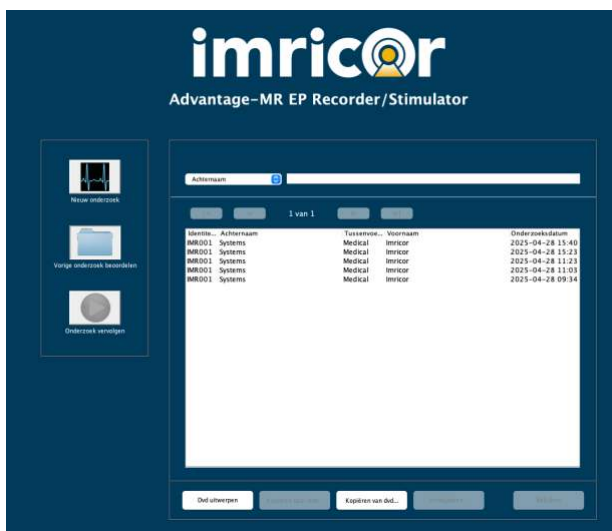 imricor
Advantage-MR EP Recorder/Stimulator
Nieuw onderzoek
Vorige onderzoek beoordelen
Onderzoek vervolgen
Achternaam
1 van 1
Identite... Achternaam Tussenvoe... Voornaam Onderzoeksdatum
IMR001 Systems Medical Imricor 2025-04-28 15:40
IMR001 Systems Medical Imricor 2025-04-28 15:23
IMR001 Systems Medical Imricor 2025-04-28 11:23
IMR001 Systems Medical Imricor 2025-04-28 11:03
IMR001 Systems Medical Imricor 2025-04-28 09:34
Dvd uitwerpen Kopiëren van dvd...